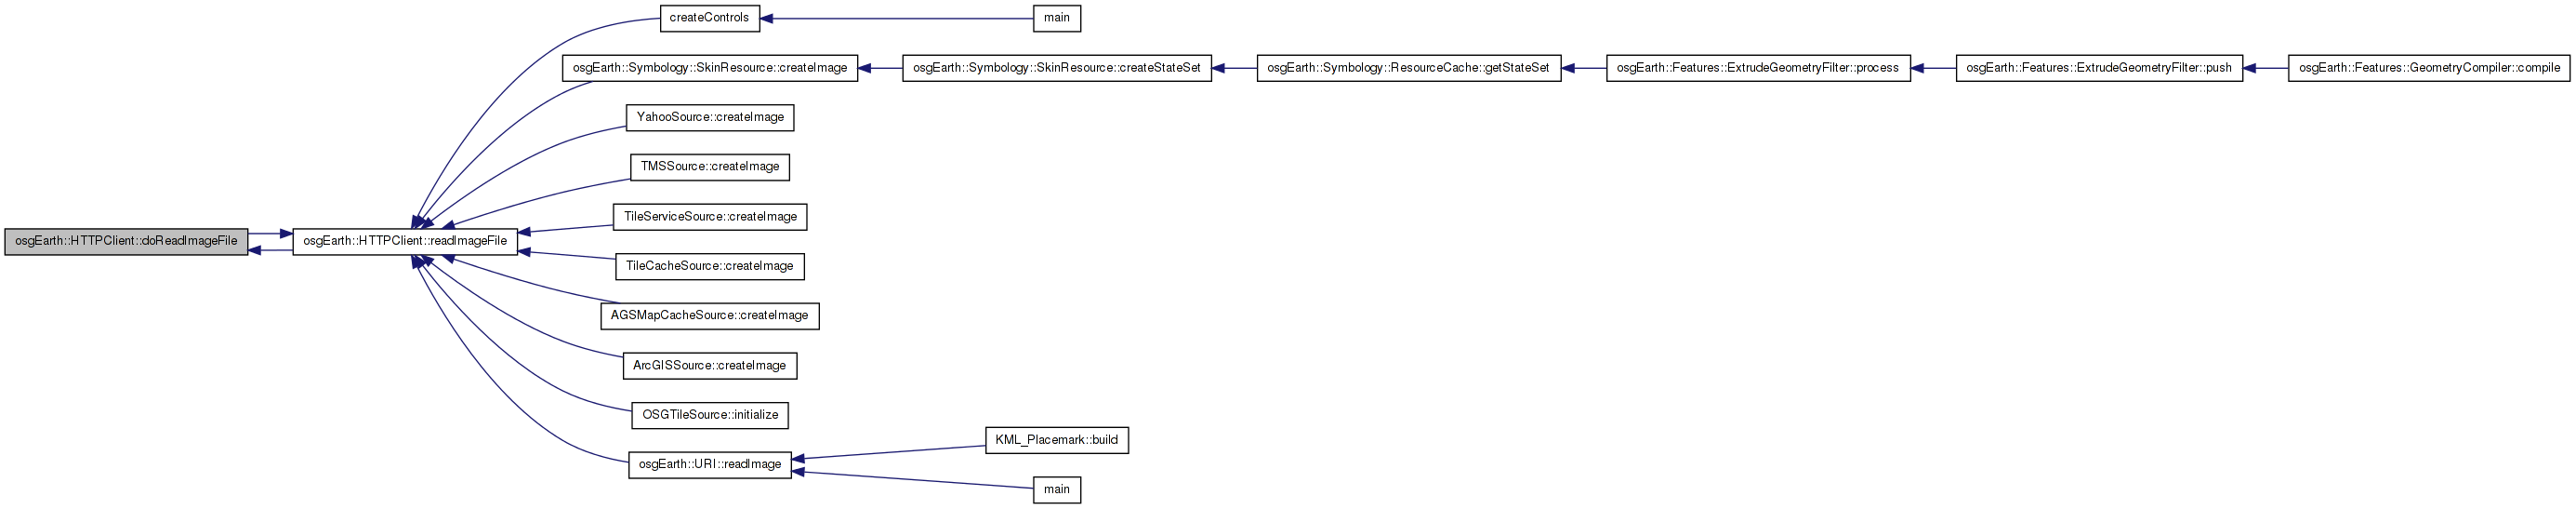 createControls
main
osgEarth::Symbology::SkinResource::createImage
osgEarth::Symbology::SkinResource::createStateSet
osgEarth::Symbology::ResourceCache::getStateSet
osgEarth::Features::ExtrudeGeometryFilter::process
osgEarth::Features::ExtrudeGeometryFilter::push
osgEarth::Features::GeometryCompiler::compile
YahooSource::createImage
TMSSource::createImage
TileServiceSource::createImage
osgEarth::HTTPClient::doReadImageFile
osgEarth::HTTPClient::readImageFile
TileCacheSource::createImage
AGSMapCacheSource::createImage
ArcGISSource::createImage
OSGTileSource::initialize
KML_Placemark::build
osgEarth::URI::readImage
main